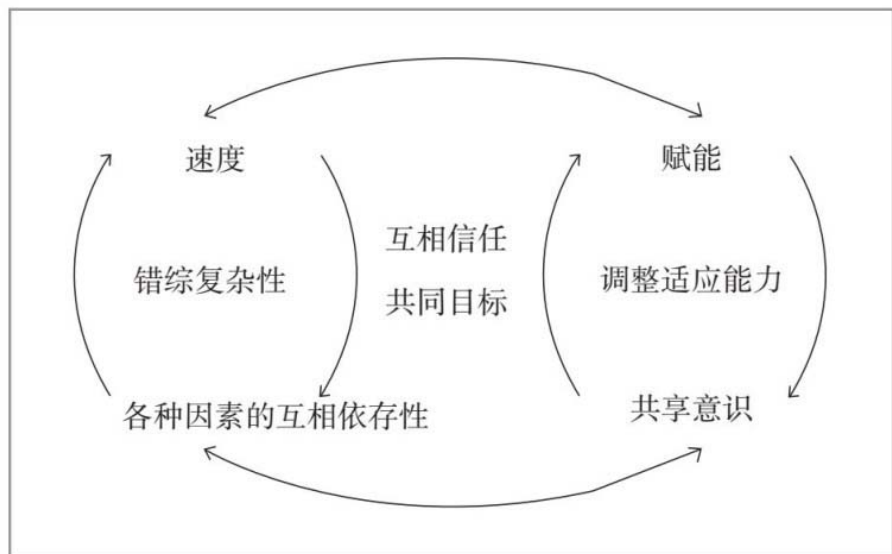 速度
赋能
互相信任
错综复杂性
共同目标
调整适应能力
各种因素的互相依存性
共享意识